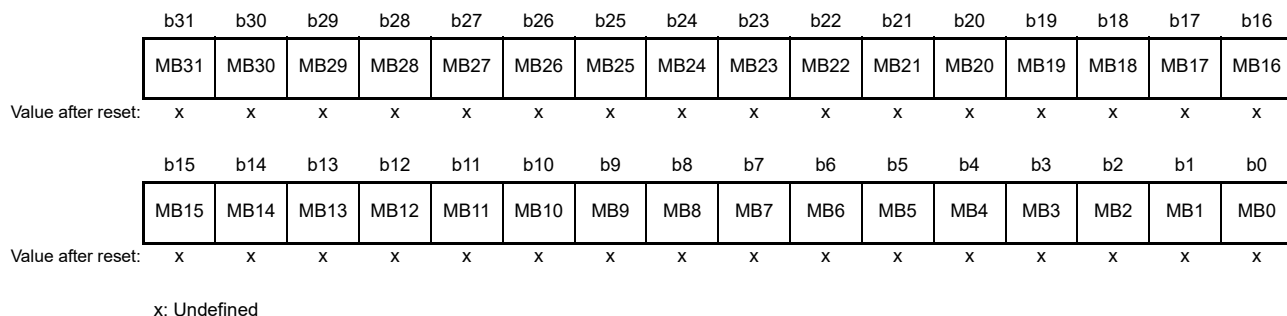 b31 b30 b29 b28 b27 b26 b25 b24 b23 b22 b21 b20 b19 b18 b17 b16
MB31 MB30 MB29 MB28 MB27 MB26 MB25 MB24 MB23 MB22 MB21 MB20 MB19 MB18 MB17 MB16
Value after reset: x x x x x x x x x x x x x x x x
b15 b14 b13 b12 b11 b10 b9 b8 b7 b6 b5 b4 b3 b2 b1 b0
MB15 MB14 MB13 MB12 MB11 MB10 MB9 MB8 MB7 MB6 MB5 MB4 MB3 MB2 MB1 MB0
Value after reset: x x x x x x x x x x x x x x x x
x: Undefined